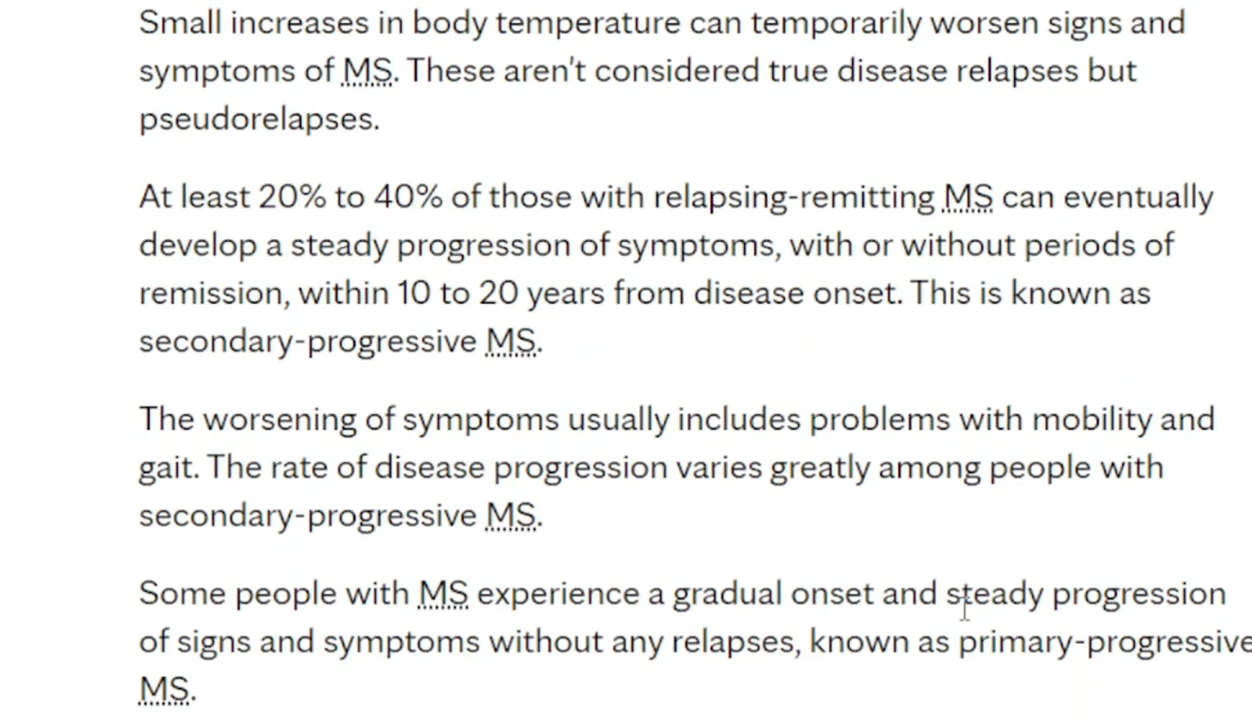 Small increases in body temperature can temporarily worsen signs and
symptoms of MS. These aren't considered true disease relapses but
pseudorelapses.
At least 20% to 40% of those with relapsing-remitting MS can eventually
develop a steady progression of symptoms, with or without periods of
remission, within 10 to 20 years from disease onset. This is known as
secondary-progressive MS.
The worsening of symptoms usually includes problems with mobility and
gait. The rate of disease progression varies greatly among people with
secondary-progressive MS.
Some people with MS experience a gradual onset and steady progression
of signs and symptoms without any relapses, known as primary-progressive
MS.